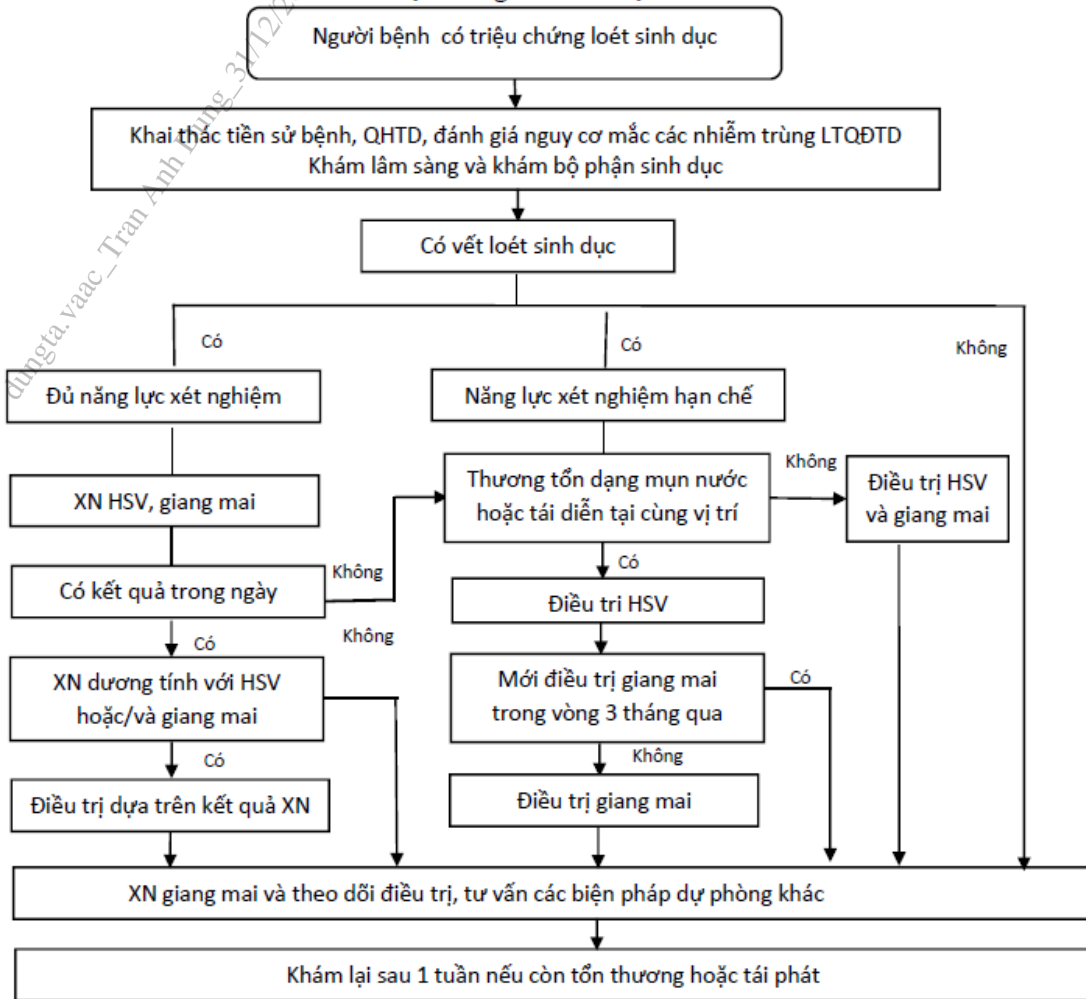 Người bệnh có triệu chứng loét sinh dục
Khai thác tiền sử bệnh, QHTD, đánh giá nguy cơ mắc các nhiễm trùng LTQĐTD
Khám lâm sàng và khám bộ phận sinh dục
Có vết loét sinh dục
Có
Có
Không
Đủ năng lực xét nghiệm
Năng lực xét nghiệm hạn chế
XN HSV, giang mai
Thương tổn dạng mụn nước
hoặc tái diễn tại cùng vị trí
Không
Điều trị HSV
và giang mai
Có kết quả trong ngày
Không
Có
Điều tri HSV
Có
Không
XN dương tính với HSV
hoặc/và giang mai
Mới điều trị giang mai
trong vòng 3 tháng qua
Có
Có
Không
Điều trị dựa trên kết quả XN
Điều trị giang mai
XN giang mai và theo dõi điều trị, tư vấn các biện pháp dự phòng khác
Khám lại sau 1 tuần nếu còn tổn thương hoặc tái phát
dungta.vaac_Tran Anh Dung_31/12/2